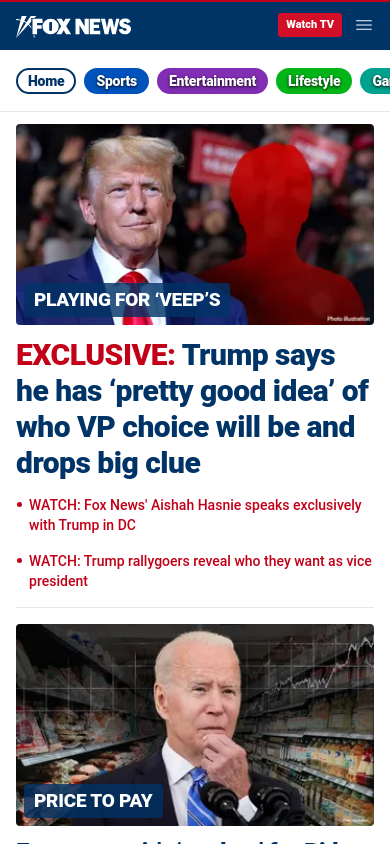 FOX NEWS
Watch TV
Home
Sports
Entertainment
Lifestyle
PLAYING FOR ‘VEEP’S
Photo illustration
EXCLUSIVE: Trump says
he has ‘pretty good idea’ of
who VP choice will be and
drops big clue
• WATCH: Fox News' Aishah Hasnie speaks exclusively
with Trump in DC
• WATCH: Trump rallygoers reveal who they want as vice
president
PRICE TO PAY